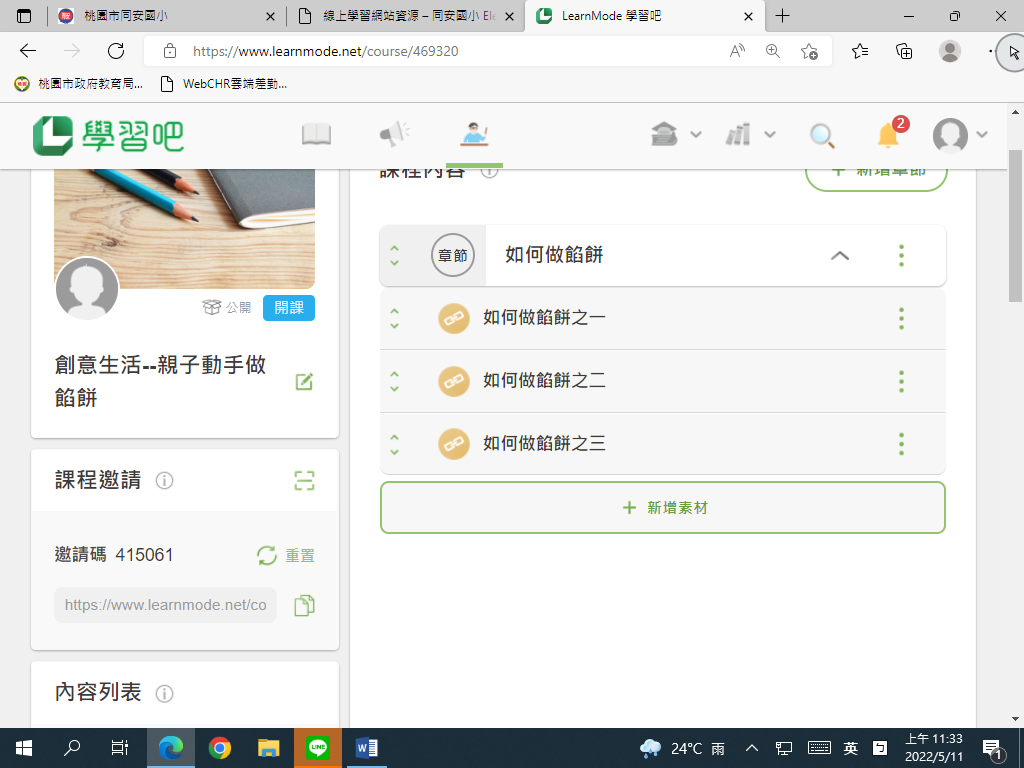 桃園市同安國小
線上學習網站資源 – 同安國小 Ele
LearnMode 學習吧
https://www.learnmode.net/course/469320
桃園市政府教育局...
WebCHR雲端差勤...
學習吧
2
課程內容
+ 新增章節
章節
如何做餡餅
公開
開課
如何做餡餅之一
創意生活--親子動手做
餡餅
如何做餡餅之二
如何做餡餅之三
課程邀請
+ 新增素材
邀請碼 415061
重置
https://www.learnmode.net/co
內容列表
24°C 雨
英
上午 11:33
2022/5/11
1